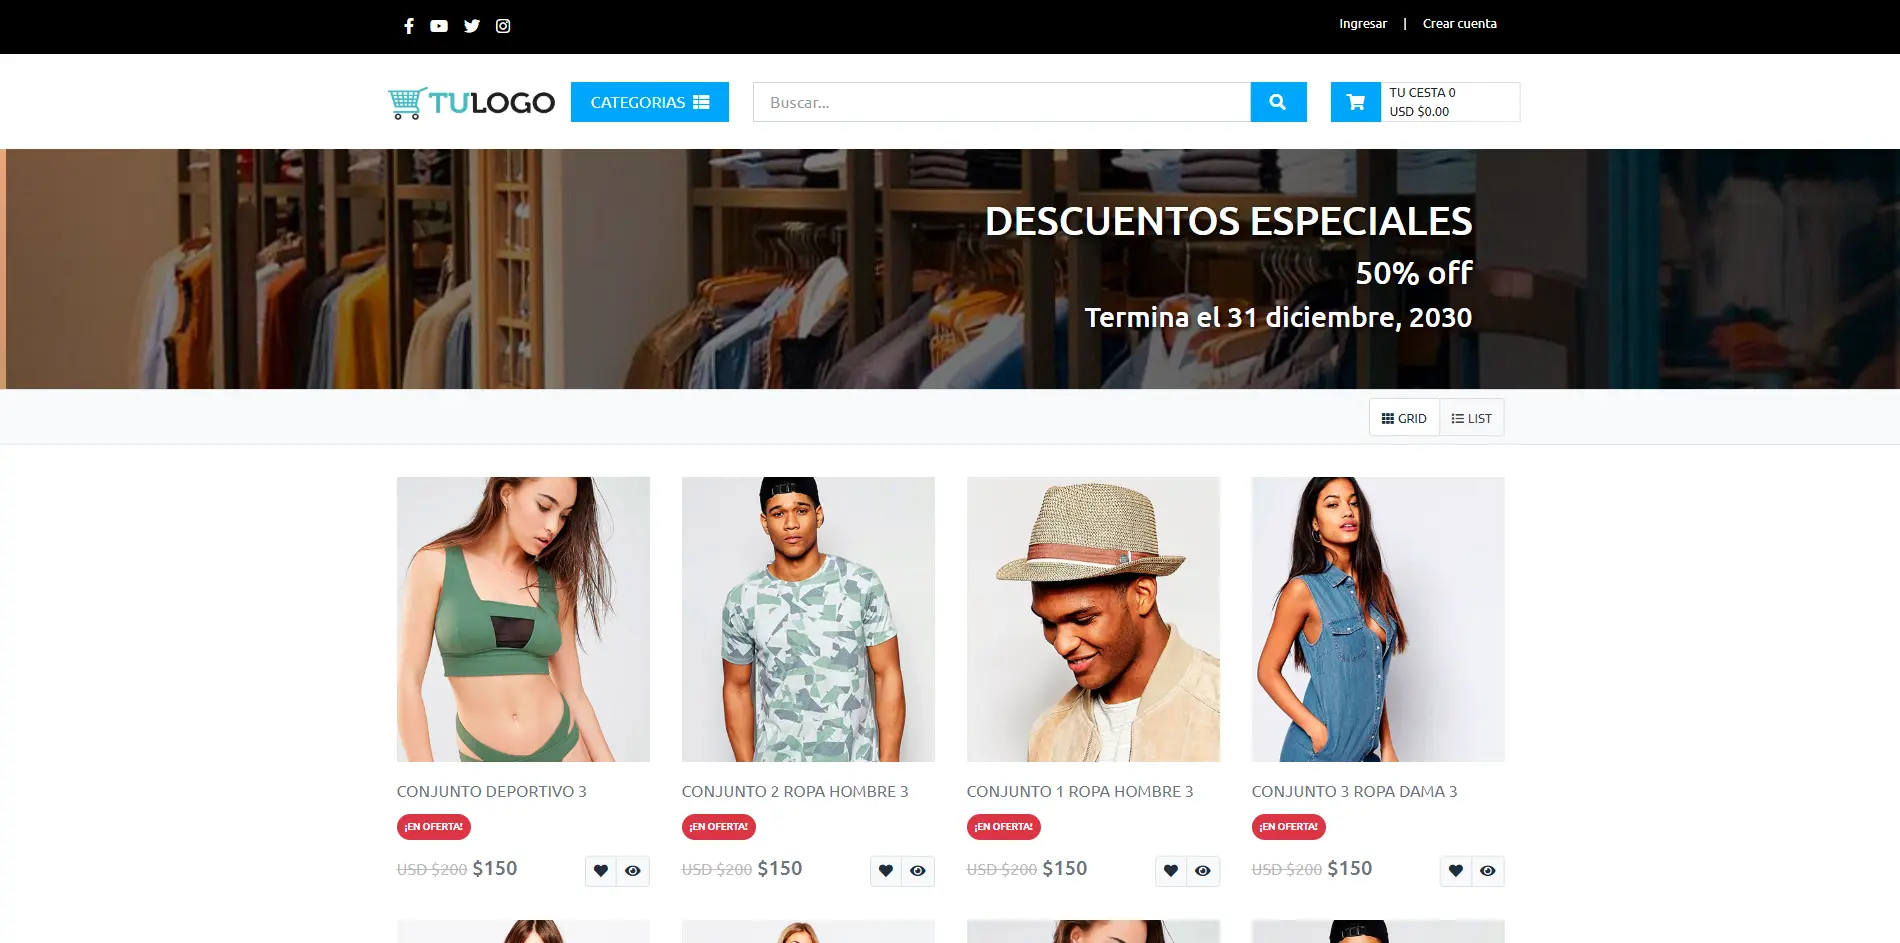 Ingresar | Crear cuenta
TULOGO
CATEGORIAS
Buscar...
TU CESTA 0
USD $0.00
DESCUENTOS ESPECIALES
50% off
Termina el 31 diciembre, 2030
GRID
LIST
CONJUNTO DEPORTIVO 3
¡EN OFERTA!
USD $200 $150
CONJUNTO 2 ROPA HOMBRE 3
¡EN OFERTA!
USD $200 $150
CONJUNTO 1 ROPA HOMBRE 3
¡EN OFERTA!
USD $200 $150
CONJUNTO 3 ROPA DAMA 3
¡EN OFERTA!
USD $200 $150